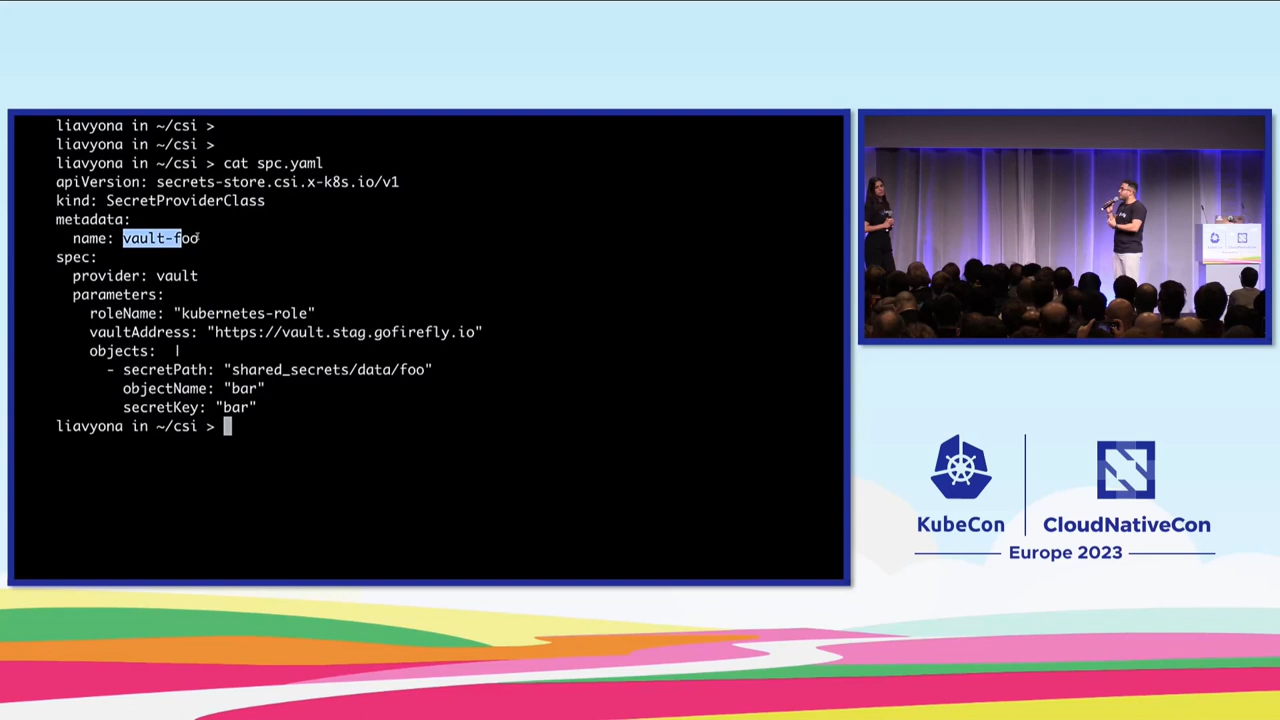 liavyona in ~/csi >
liavyona in ~/csi >
liavyona in ~/csi > cat spc.yaml
apiVersion: secrets-store.csi.x-k8s.io/v1
kind: SecretProviderClass
metadata:
  name: vault-foo
spec:
  provider: vault
  parameters:
    roleName: "kubernetes-role"
    vaultAddress: "https://vault.stag.gofirefly.io"
    objects:  |
      - secretPath: "shared_secrets/data/foo"
        objectName: "bar"
        secretKey: "bar"
liavyona in ~/csi >
KubeCon
CloudNativeCon
Europe 2023